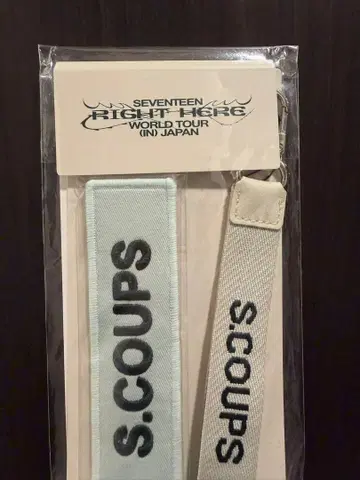 SEVENTEEN
RIGHT HERE
WORLD TOUR
(IN) JAPAN
S.COUPS
S.COUPS